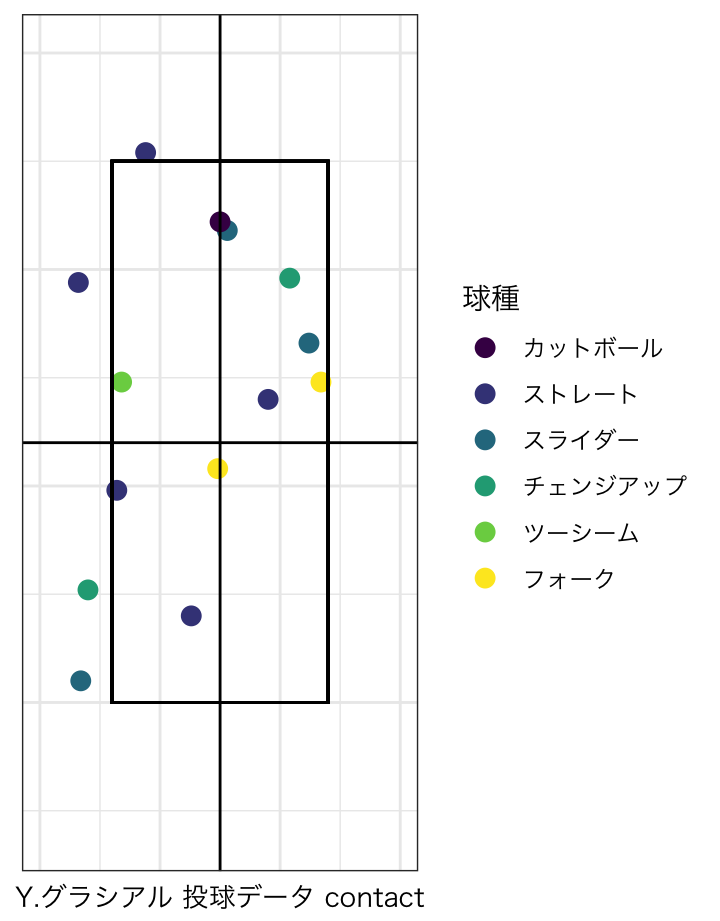 球種
カットボール
ストレート
スライダー
チェンジアップ
ツーシーム
フォーク
Y.グラシアル 投球データ contact